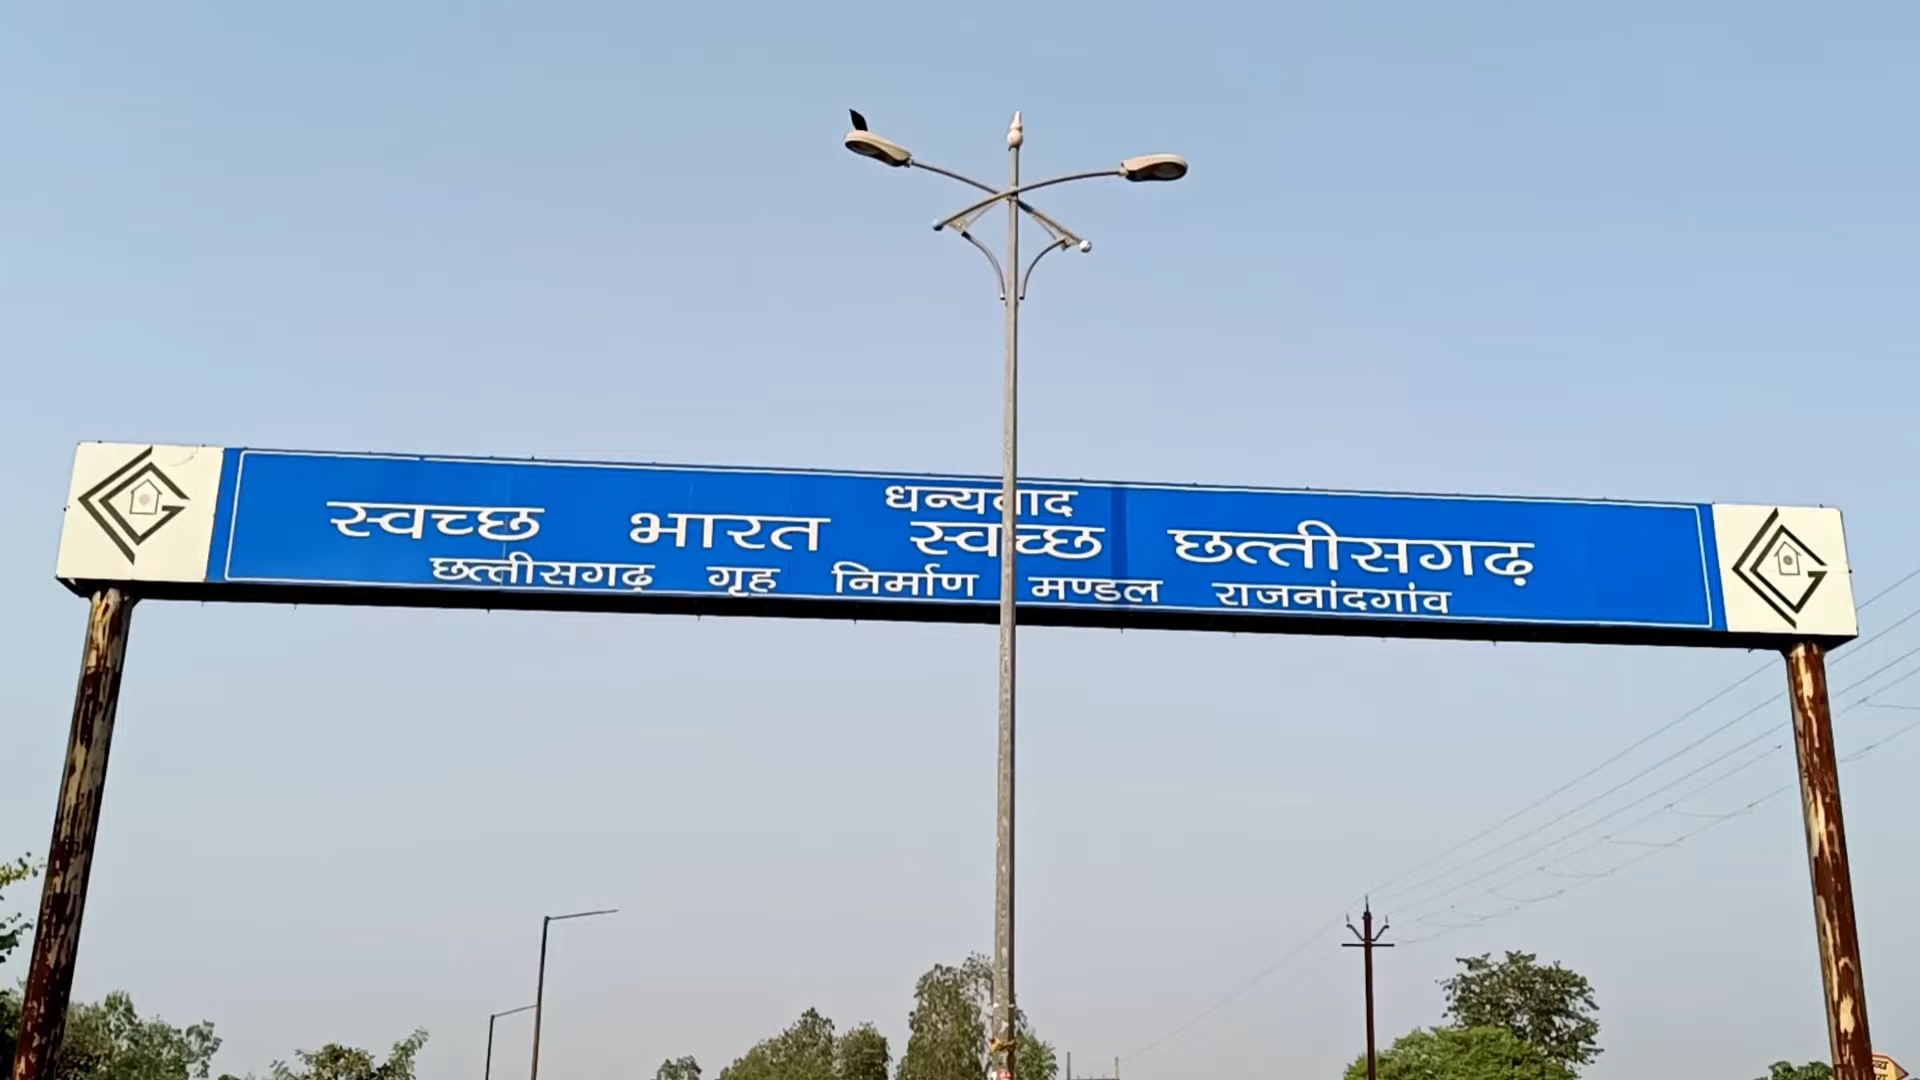 धन्यवाद
स्वच्छ भारत स्वच्छ छत्तीसगढ़
छत्तीसगढ़ गृह निर्माण मण्डल राजनांदगांव